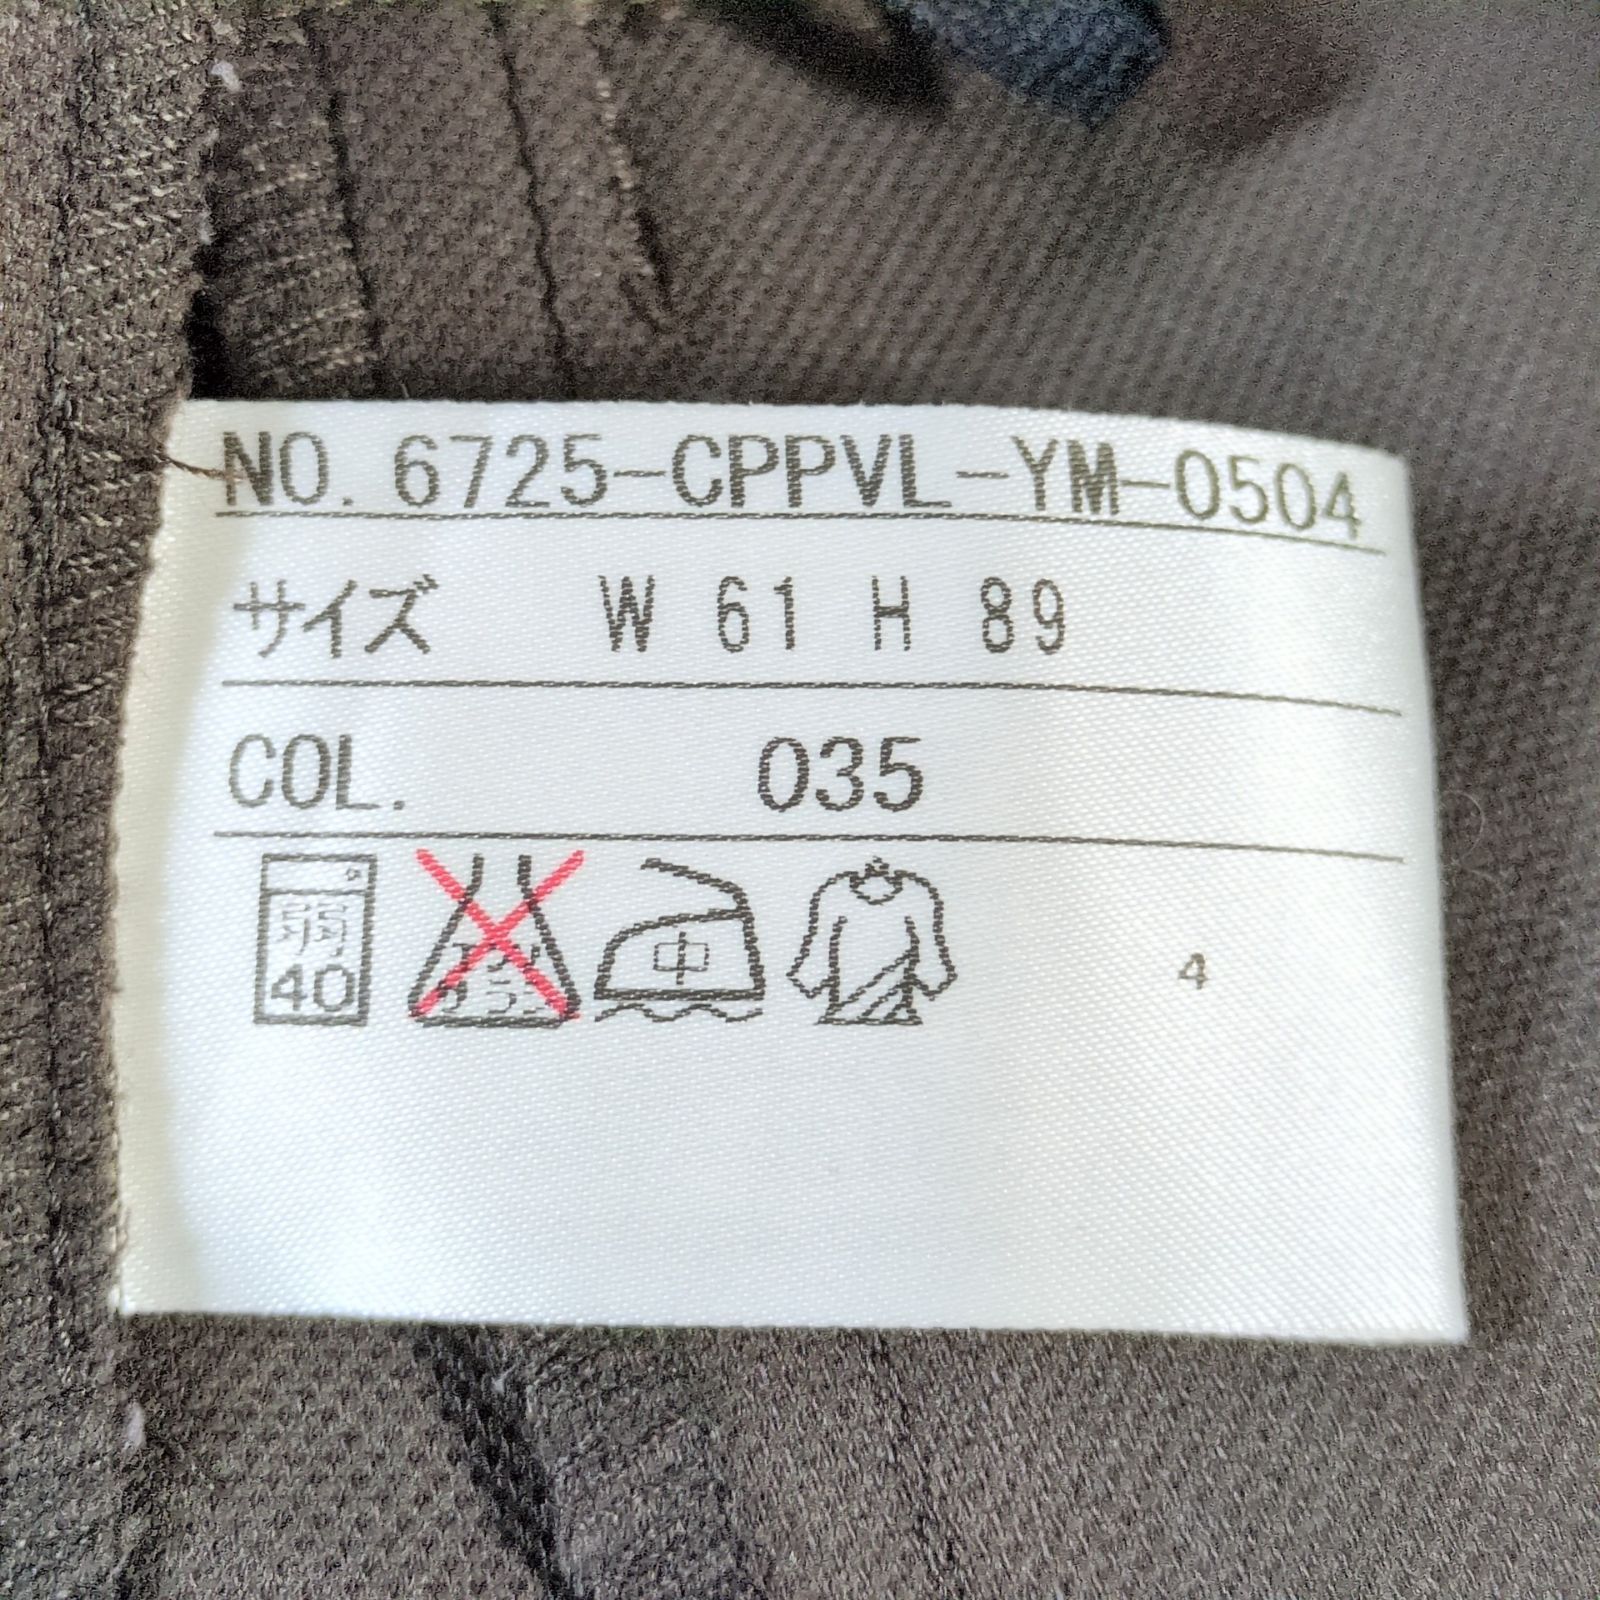 NO. 6725-CPPVL-YM-0504
サイズ W 61 H 89
COL. 035
弱 40 中 4